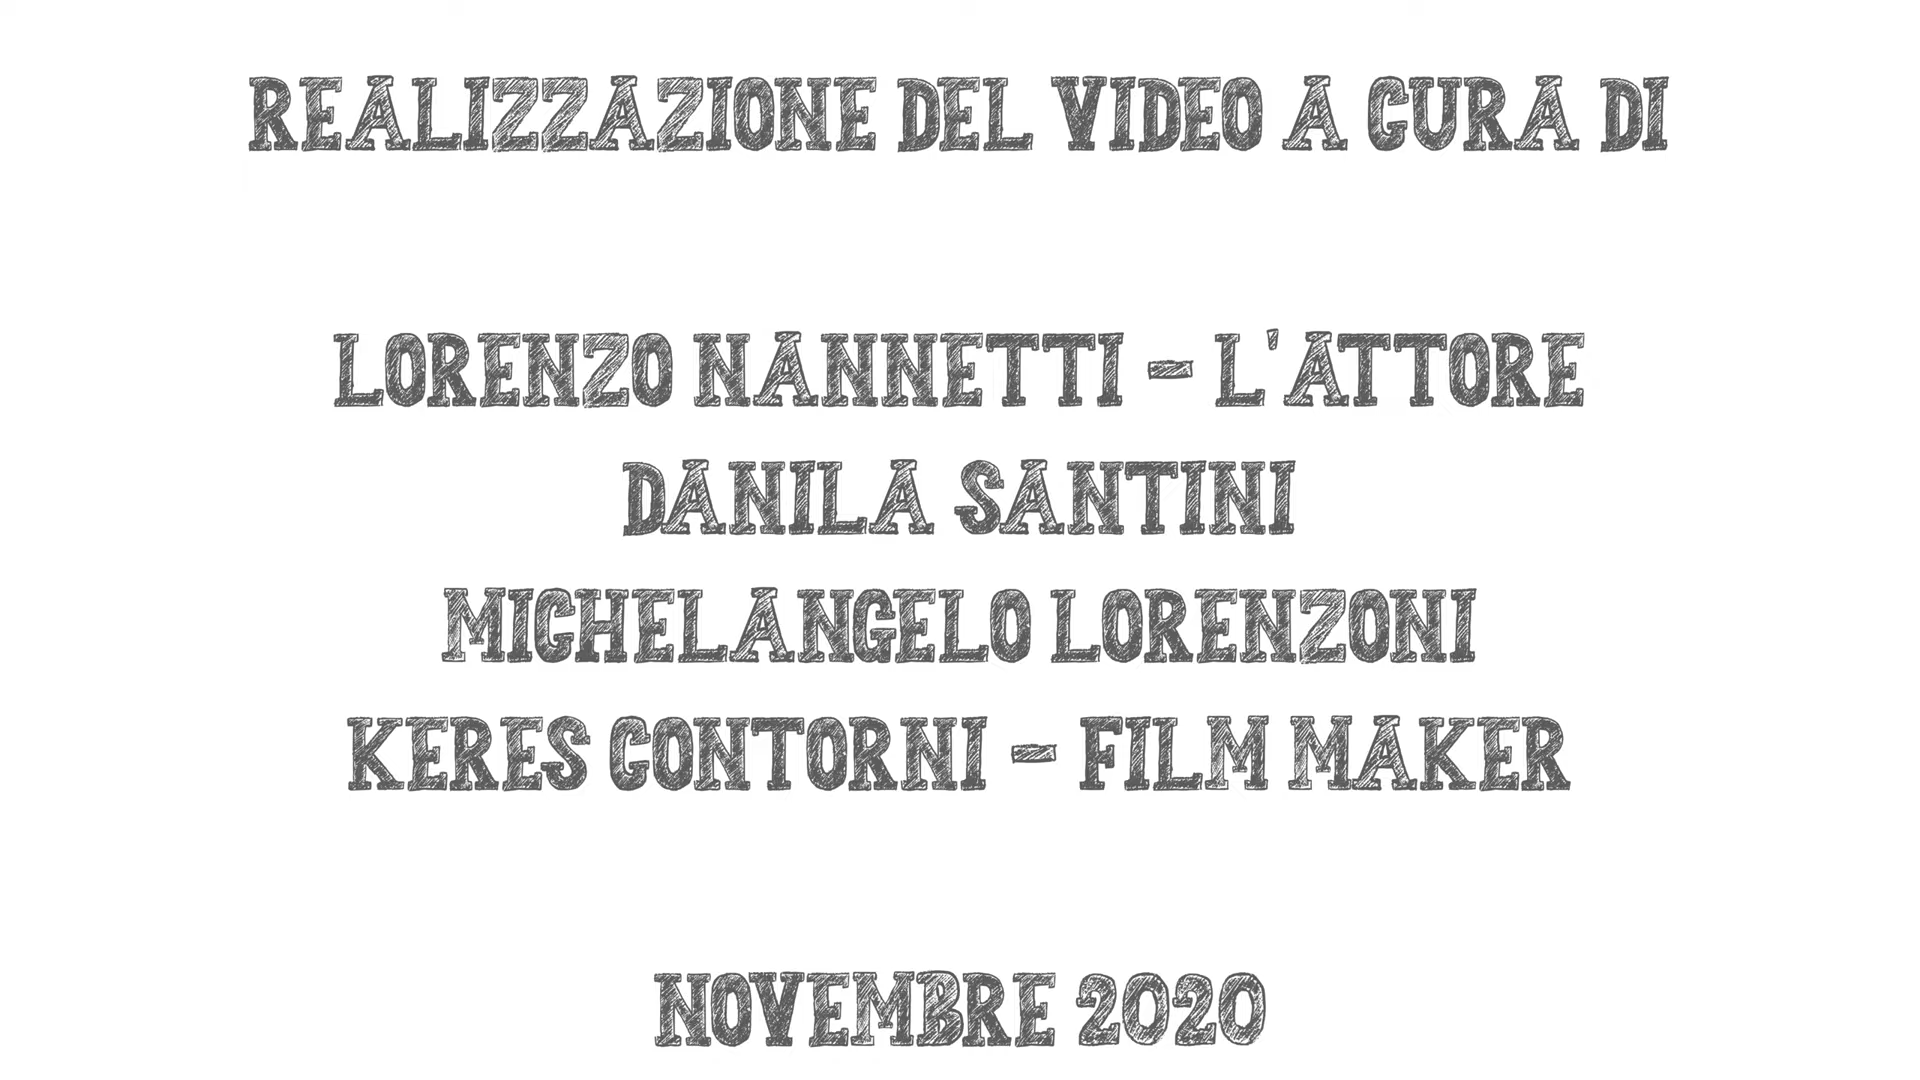 REALIZZAZIONE DEL VIDEO A CURA DI
LORENZO NANNETTI - L'ATTORE
DANILA SANTINI
MICHELANGELO LORENZONI
KERES CONTORNI - FILM MAKER
NOVEMBRE 2020